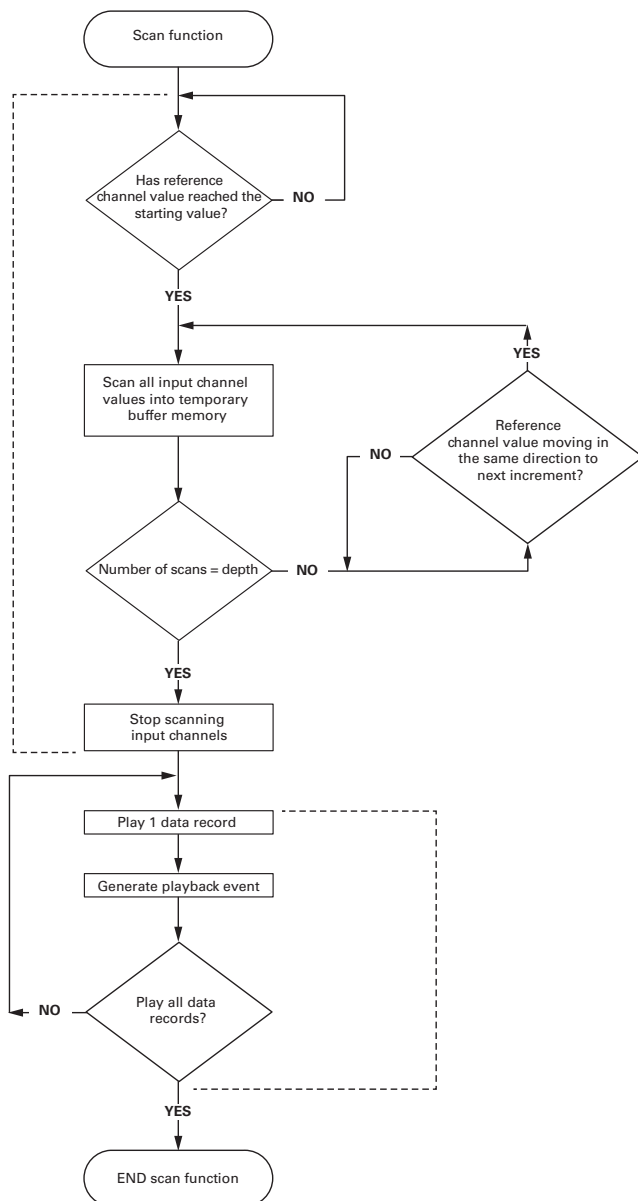 Scan function
Has reference
channel value reached the
starting value?
NO
YES
Scan all input channel
values into temporary
buffer memory
YES
Reference
channel value moving in
the same direction to
next increment?
NO
Number of scans = depth
NO
YES
Stop scanning
input channels
Play 1 data record
Generate playback event
Play all data
records?
NO
YES
END scan function